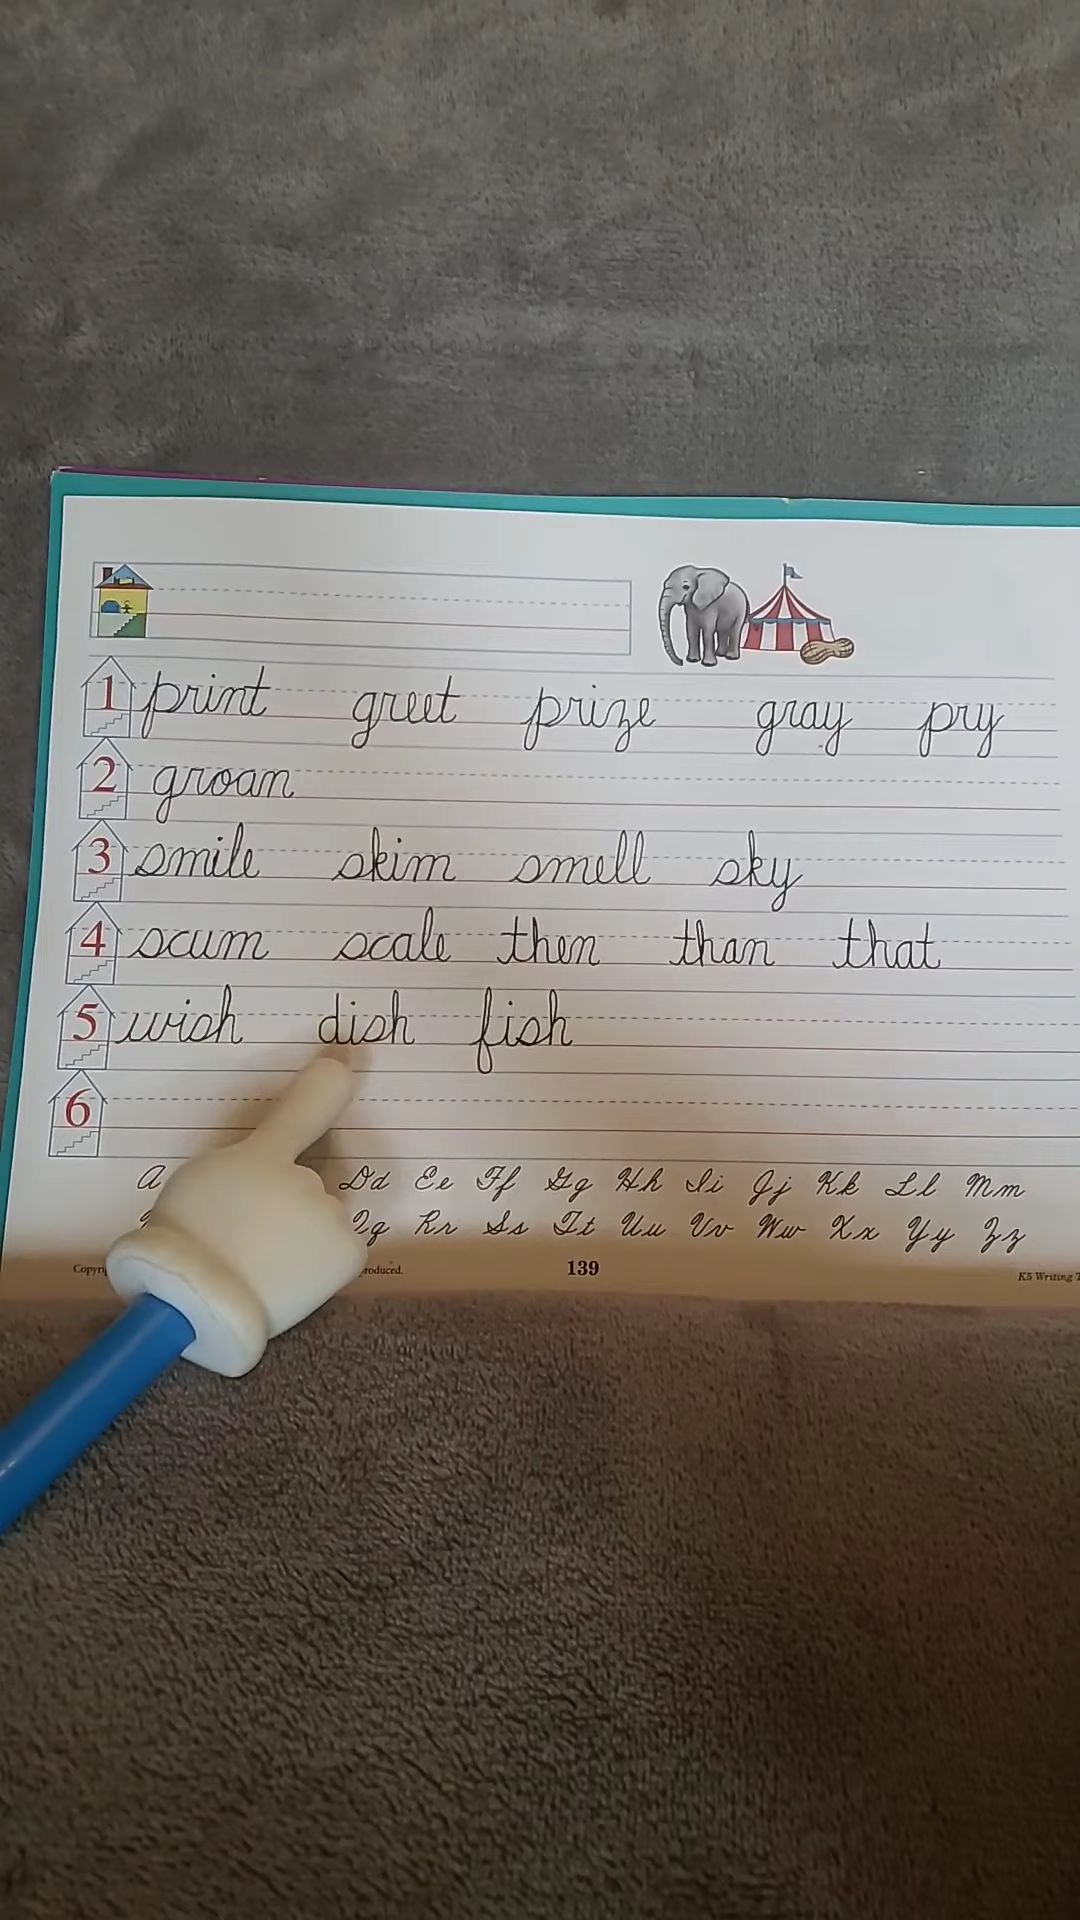 1 print greet prize gray pry
2 groan
3 smile skim smell sky
4 scum scale then than that
5 wish dish fish
6
A Dd Ee Ff Gg Hh Ii Jj Kk Ll Mm
Qq Rr Ss Tt Uu Vv Ww Xx Yy Zz
139 K5 Writing